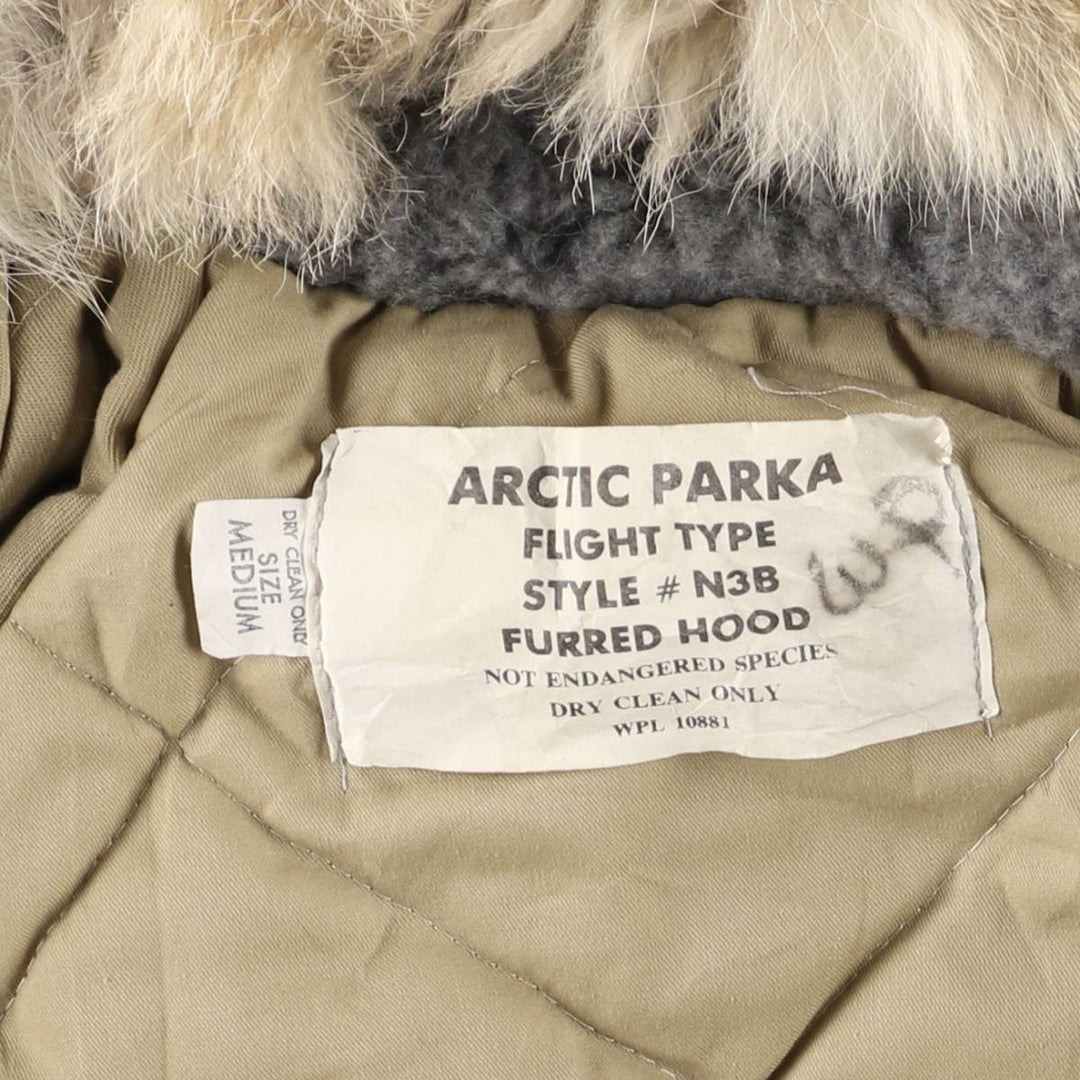 ARCTIC PARKA
FLIGHT TYPE
STYLE # N3B
FURRED HOOD
NOT ENDANGERED SPECIES
DRY CLEAN ONLY
WPL 10881
DRY CLEAN ONLY
SIZE
MEDIUM